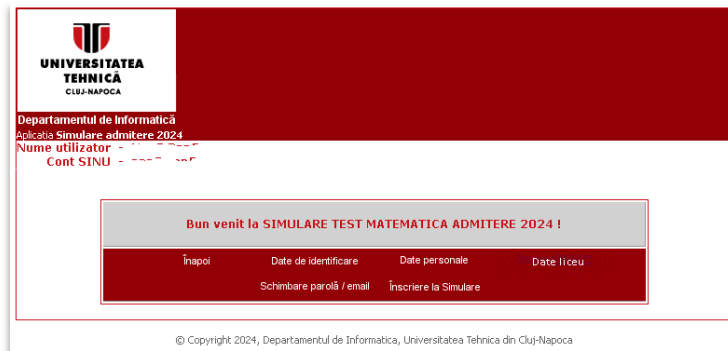 UNIVERSITATEA
TEHNICĂ
CLUJ-NAPOCA
Departamentul de Informatică
Aplicatia Simulare admitere 2024
Nume utilizator -
Cont SINU -
Bun venit la SIMULARE TEST MATEMATICA ADMITERE 2024 !
Înapoi Date de identificare Date personale Date liceu
Schimbare parolă / email Înscriere la Simulare
© Copyright 2024, Departamentul de Informatica, Universitatea Tehnica din Cluj-Napoca